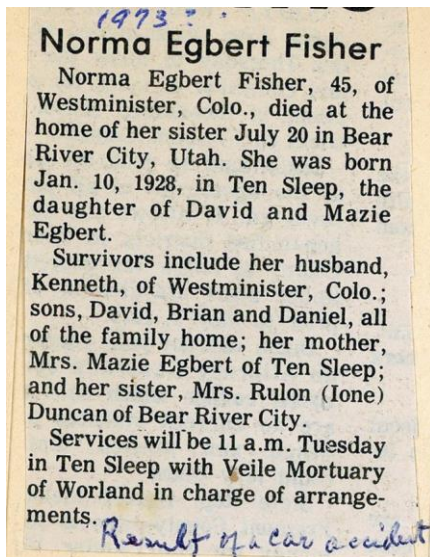 1973?
Norma Egbert Fisher
Norma Egbert Fisher, 45, of
Westminister, Colo., died at the
home of her sister July 20 in Bear
River City, Utah. She was born
Jan. 10, 1928, in Ten Sleep, the
daughter of David and Mazie
Egbert.
Survivors include her husband,
Kenneth, of Westminister, Colo.;
sons, David, Brian and Daniel, all
of the family home; her mother,
Mrs. Mazie Egbert of Ten Sleep;
and her sister, Mrs. Rulon (Ione)
Duncan of Bear River City.
Services will be 11 a.m. Tuesday
in Ten Sleep with Veile Mortuary
of Worland in charge of arrange-
ments.
Result of a car accident